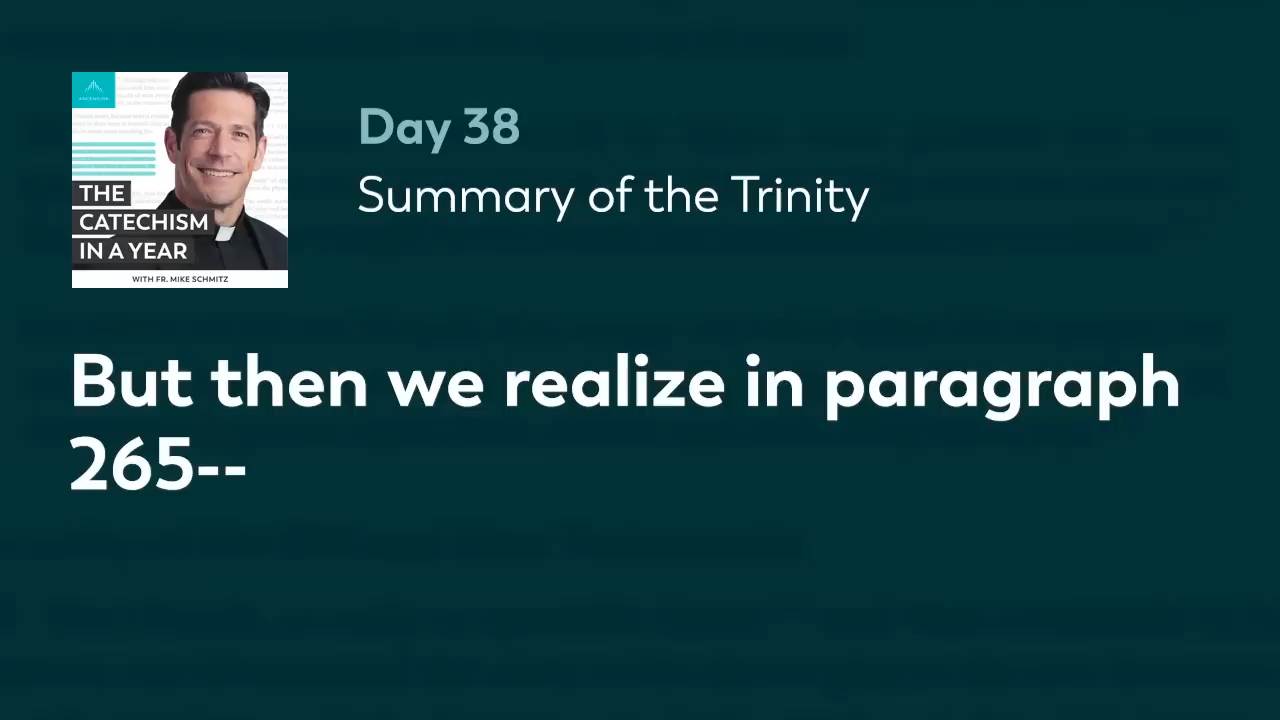 Day 38
Summary of the Trinity
ASCENSION
THE
CATECHISM
IN A YEAR
WITH FR. MIKE SCHMITZ
But then we realize in paragraph
265--